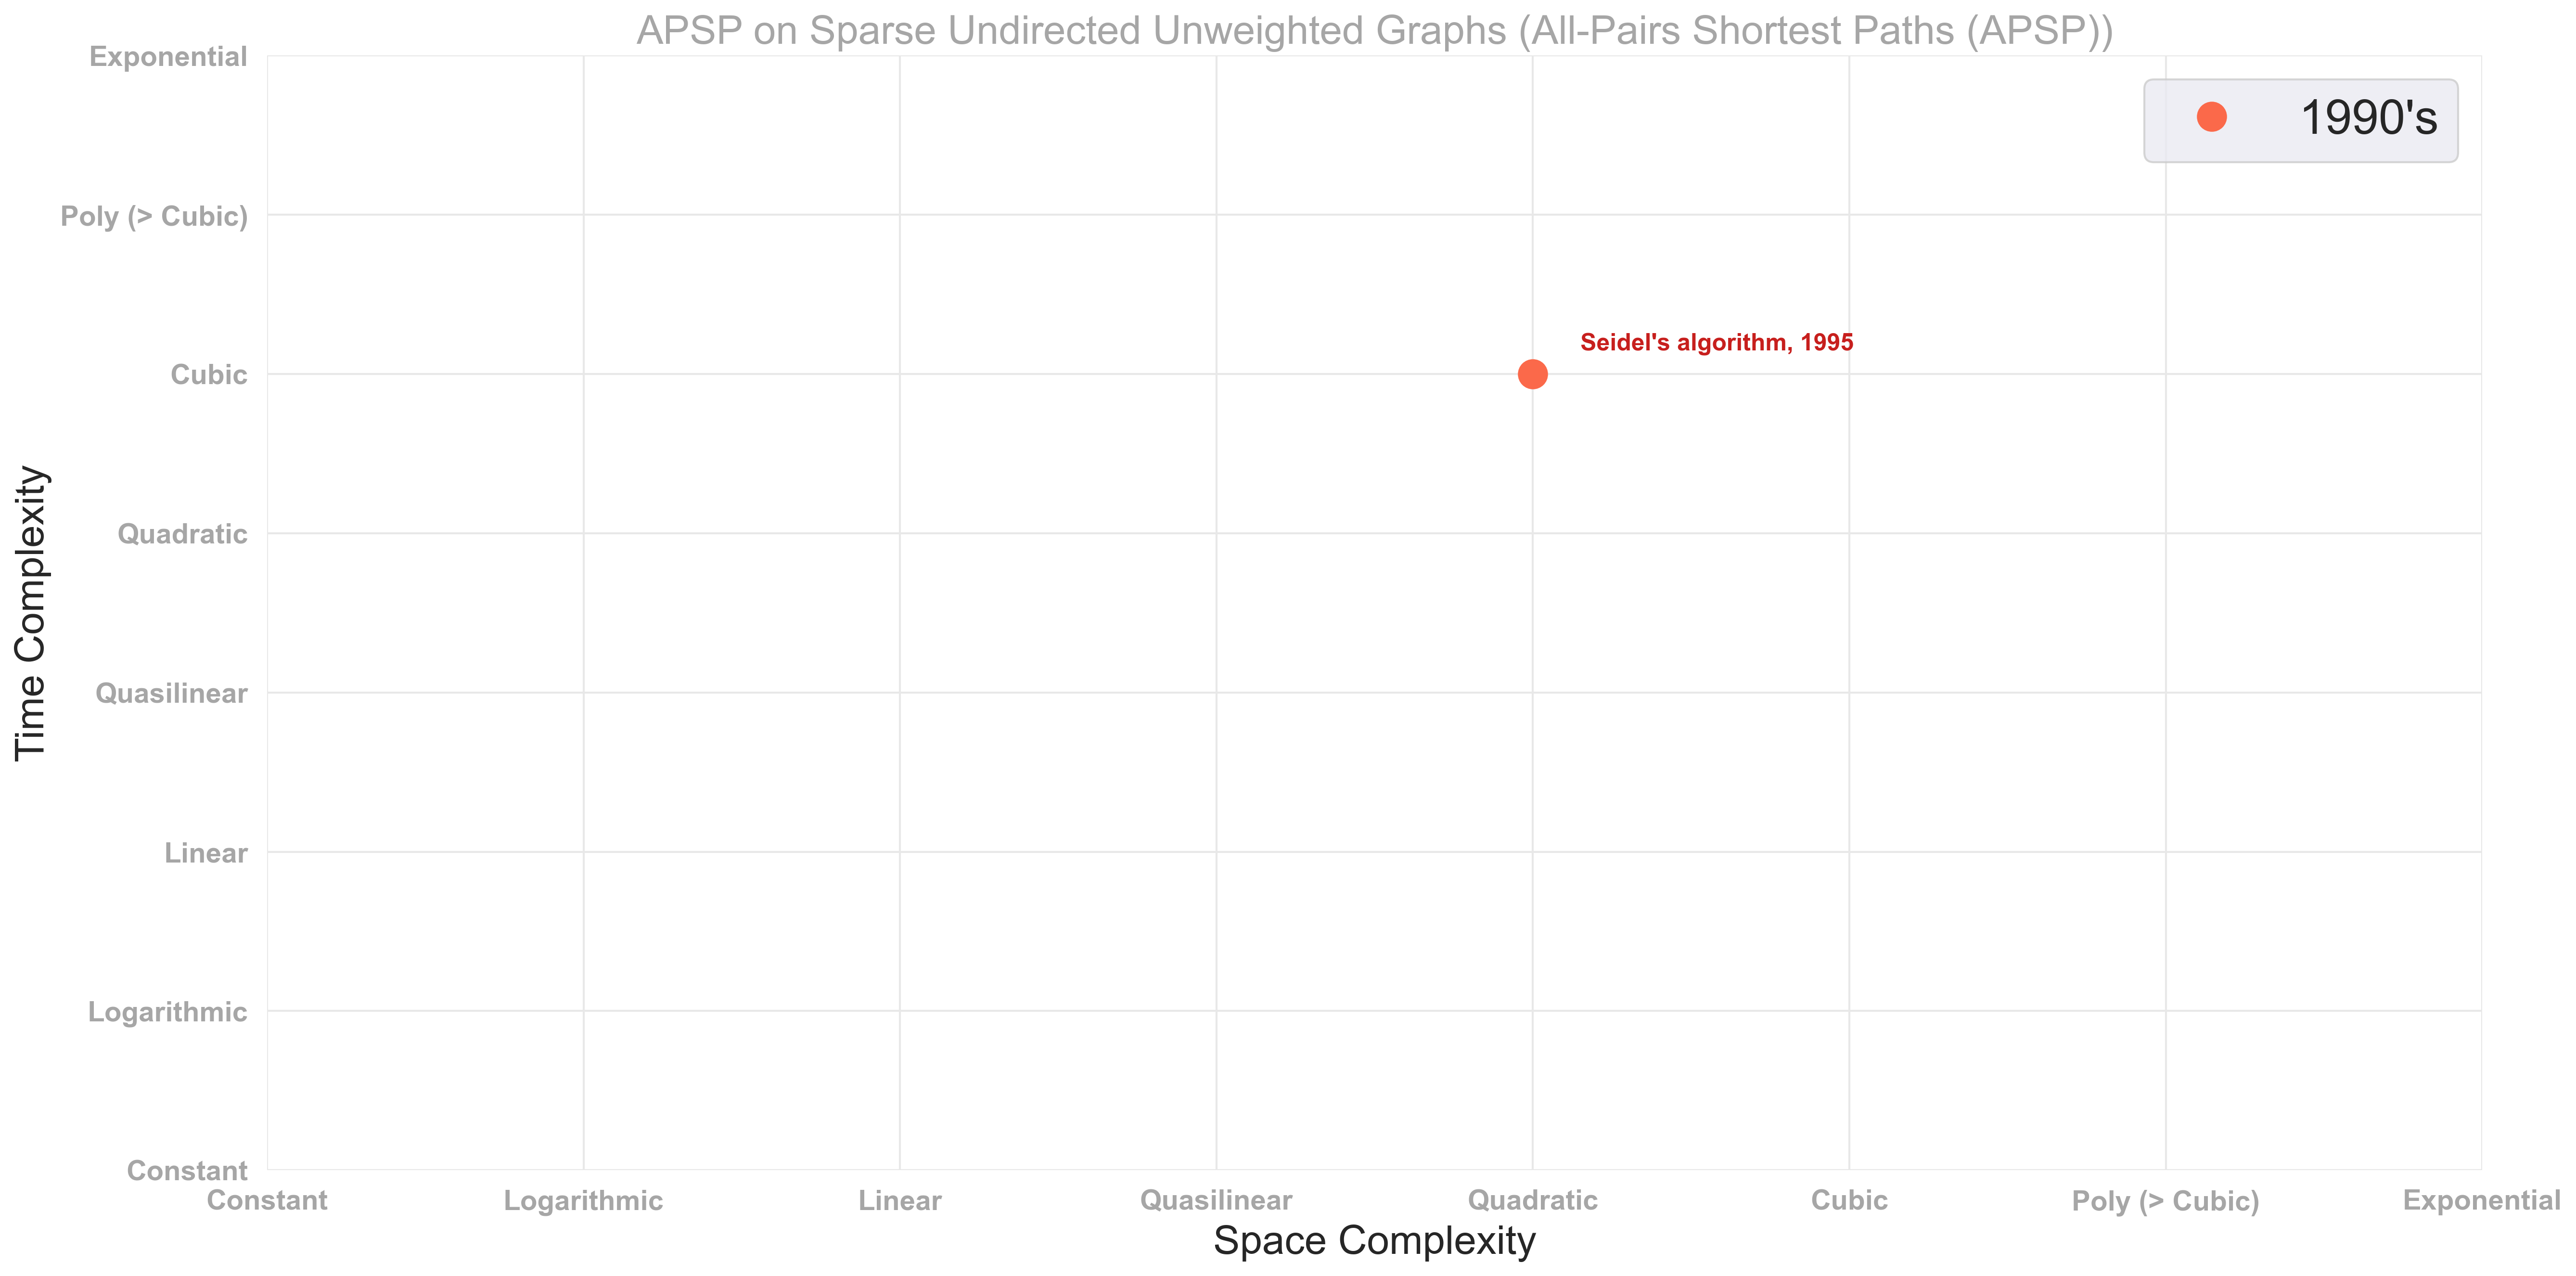 APSP on Sparse Undirected Unweighted Graphs (All-Pairs Shortest Paths (APSP))
1990's
Seidel's algorithm, 1995
Time Complexity
Exponential
Poly (> Cubic)
Cubic
Quadratic
Quasilinear
Linear
Logarithmic
Constant
Constant
Logarithmic
Linear
Quasilinear
Quadratic
Cubic
Poly (> Cubic)
Exponential
Space Complexity